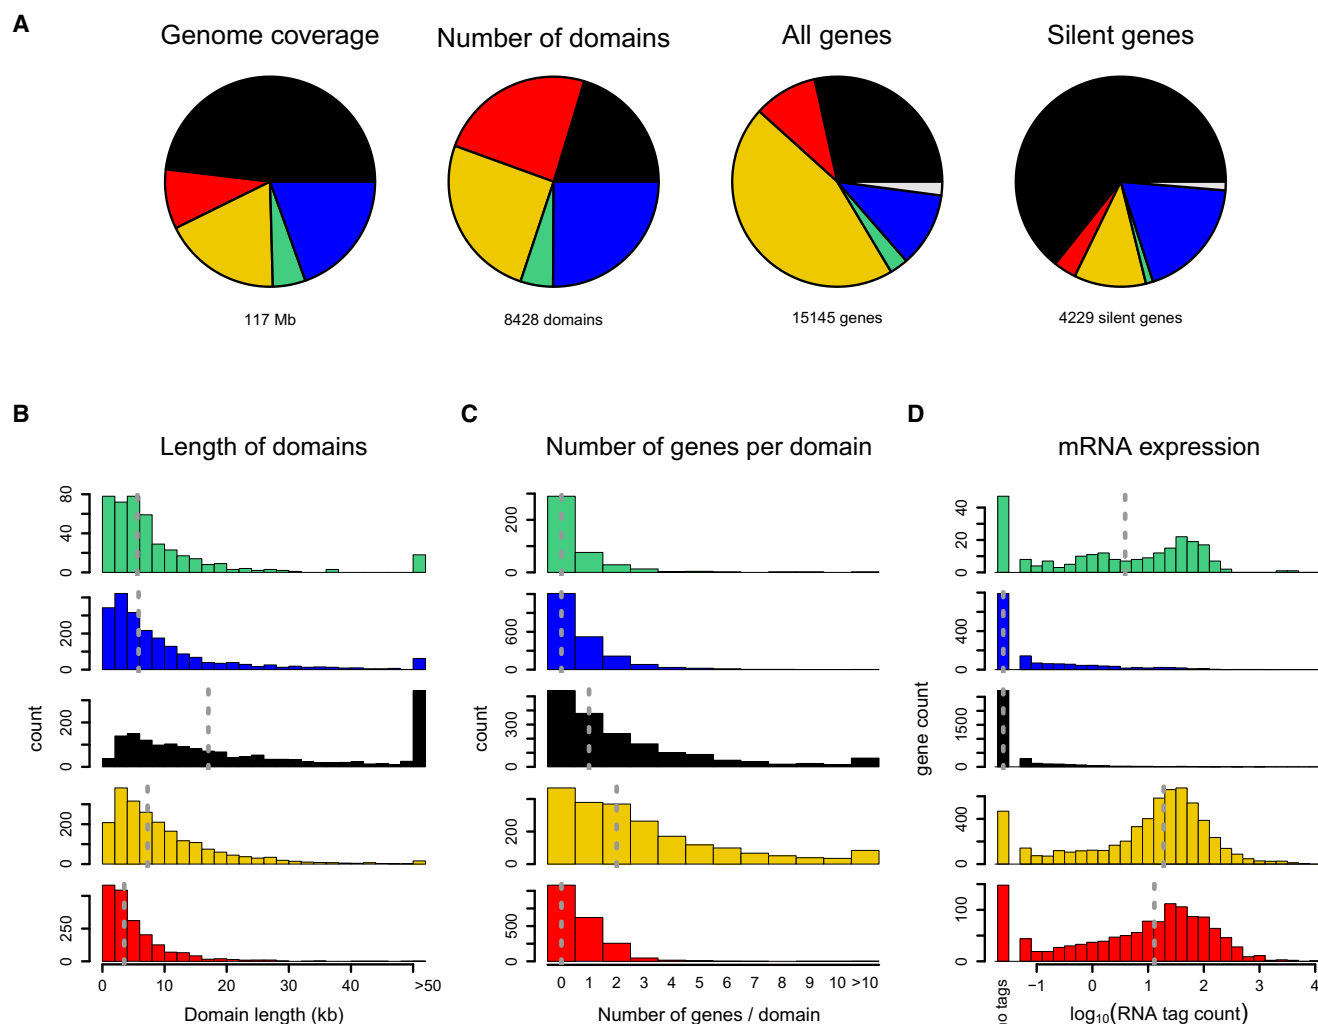 A
Genome coverage
Number of domains
All genes
Silent genes
117 Mb
8428 domains
15145 genes
4229 silent genes
B
C
D
Length of domains
Number of genes per domain
mRNA expression
80
40
0
200
0
40
20
0
200
0
600
0
400
0
count
200
0
count
300
0
gene count
1500
0
200
0
200
0
400
0
250
0
500
0
100
0
0 10 20 30 40 >50
0 1 2 3 4 5 6 7 8 9 10 >10
no tags
−1 0 1 2 3 4
Domain length (kb)
Number of genes / domain
log10(RNA tag count)